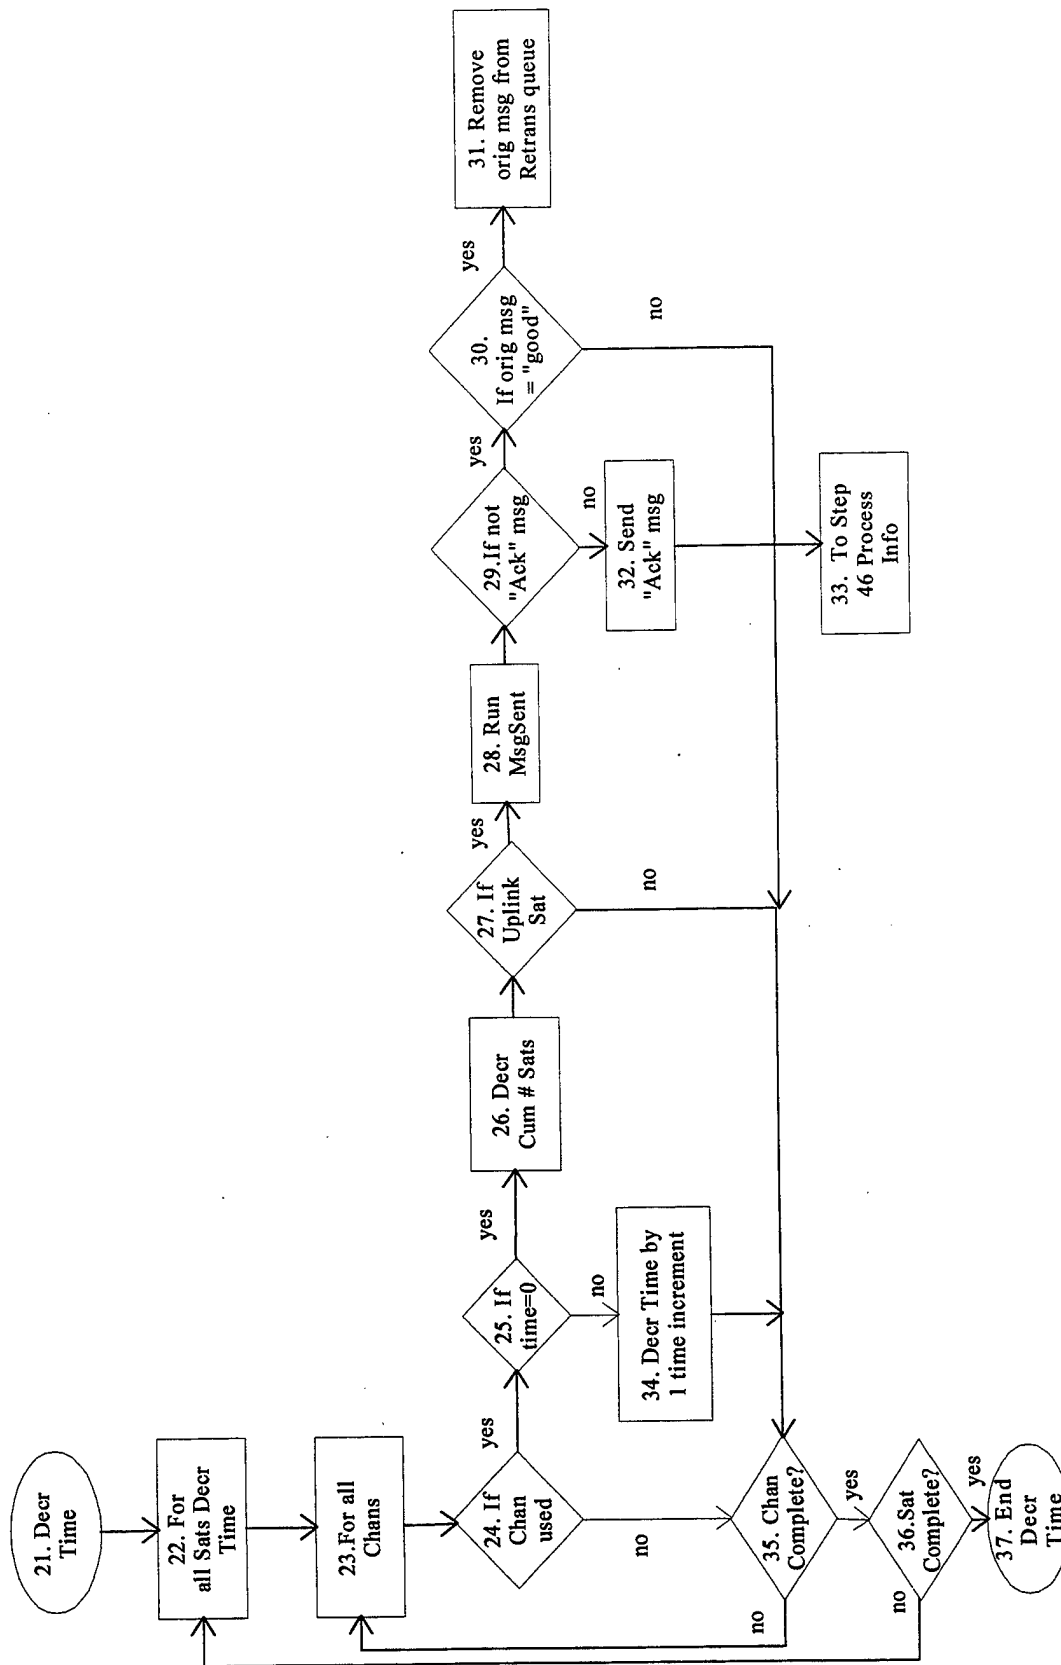 21. Decr
Time
22. For
all Sats Decr
Time
23.For all
Chans
24. If
Chan
used
yes
no
25. If
time=0
yes
no
26. Decr
Cum # Sats
27. If
Uplink
Sat
yes
no
28. Run
MsgSent
29.If not
"Ack" msg
yes
no
30.
If orig msg
= "good"
yes
no
31. Remove
orig msg from
Retrans queue
32. Send
"Ack" msg
33. To Step
46 Process
Info
34. Decr Time by
1 time increment
35. Chan
Complete?
no
yes
36.Sat
Complete?
no
yes
37. End
Decr
Time